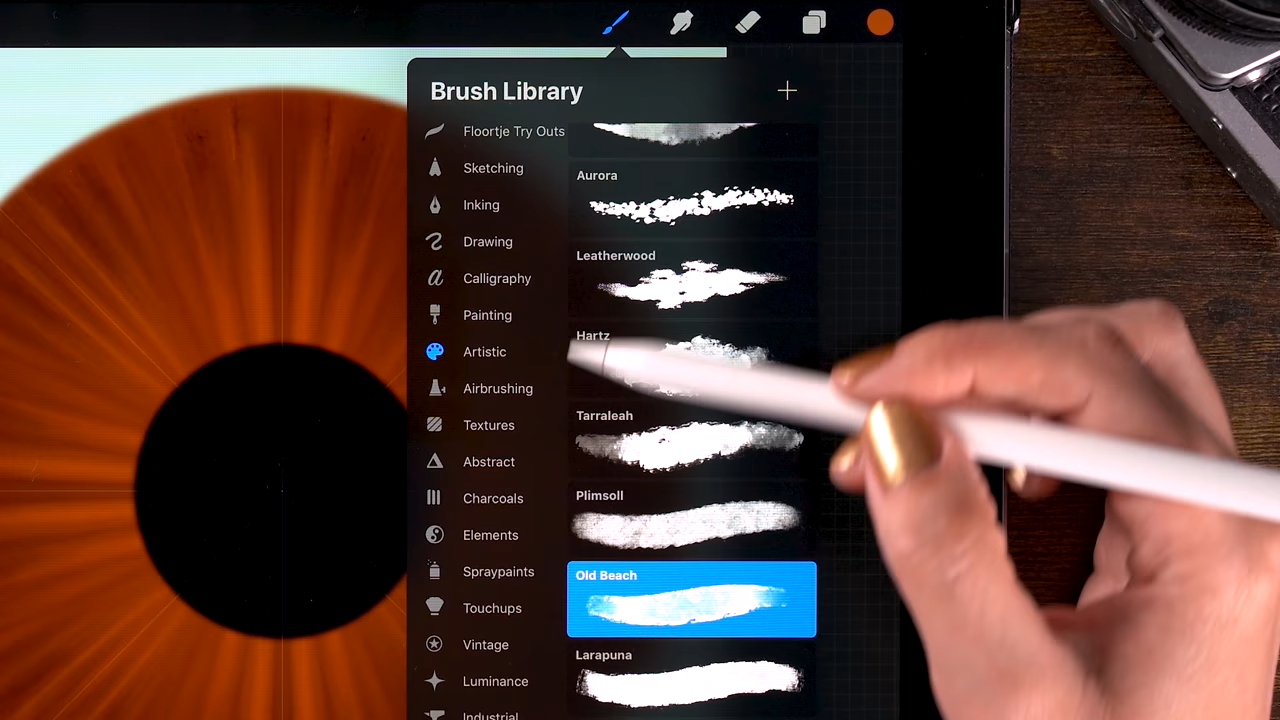 Brush Library
Floortje Try Outs
Sketching
Inking
Drawing
Calligraphy
Painting
Artistic
Airbrushing
Textures
Abstract
Charcoals
Elements
Spraypaints
Touchups
Vintage
Luminance
Industrial
Aurora
Leatherwood
Hartz
Tarraleah
Plimsoll
Old Beach
Larapuna